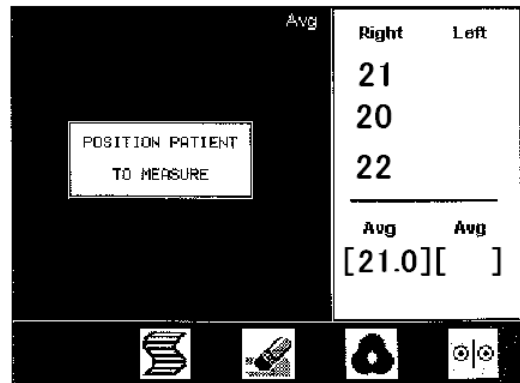 Avg
POSITION PATIENT
TO MEASURE
Right Left
21
20
22
Avg Avg
[21.0][ ]